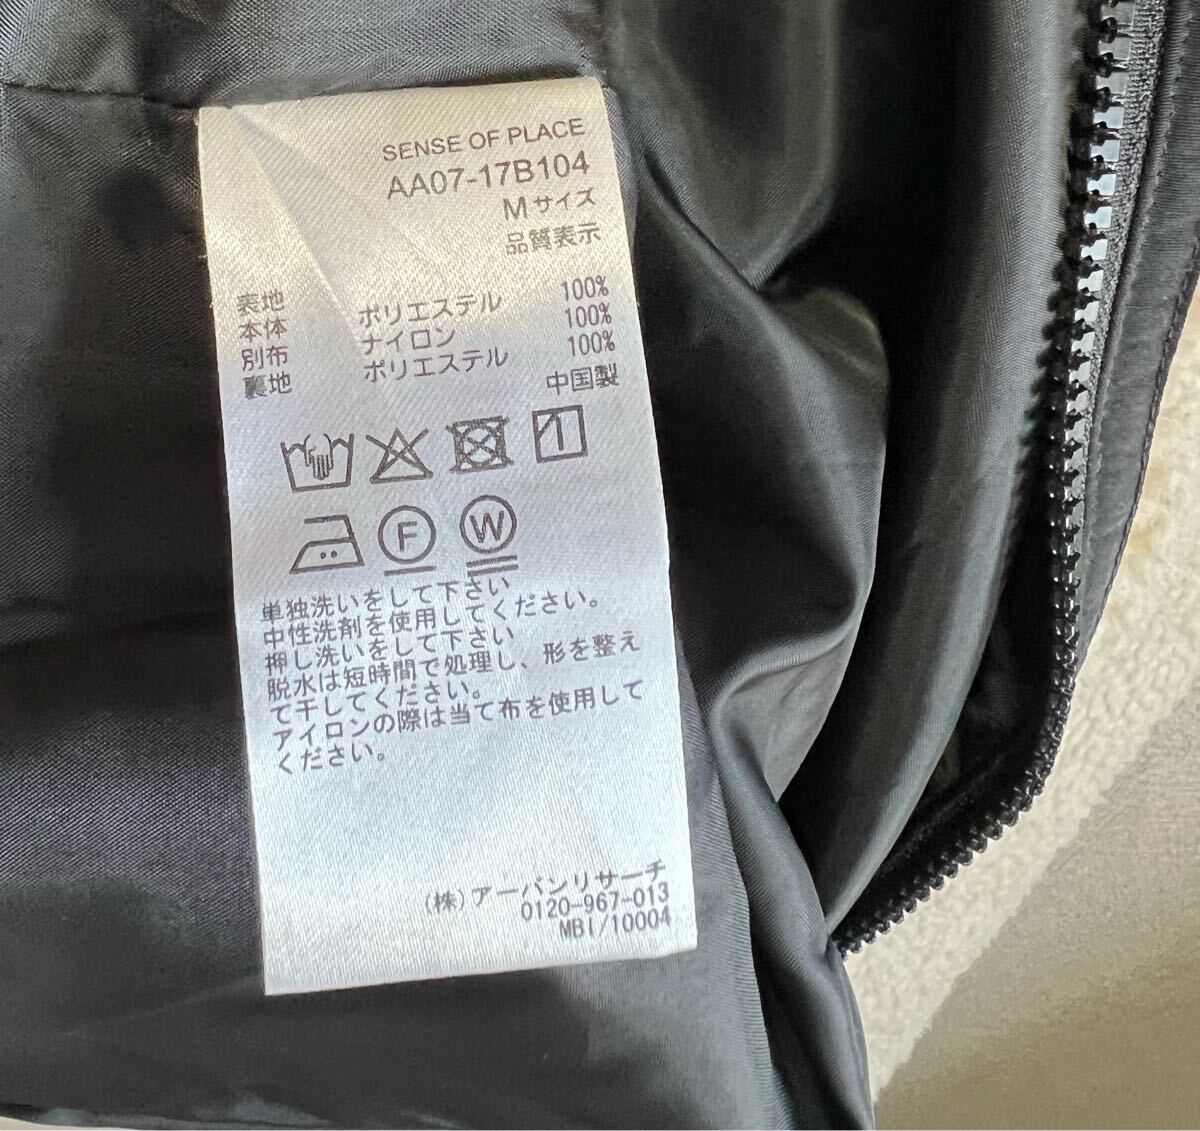 SENSE OF PLACE
AA07-17B104
Mサイズ
品質表示
表地
本体 ポリエステル 100%
別布 ナイロン 100%
裏地 ポリエステル 100%
中国製
F W
単独洗いをして下さい
中性洗剤を使用してください。
押し洗いをして下さい
脱水は短時間で処理し、形を整え
て干してください。
アイロンの際は当て布を使用して
ください。
(株)アーバンリサーチ
0120-967-013
MBI/10004